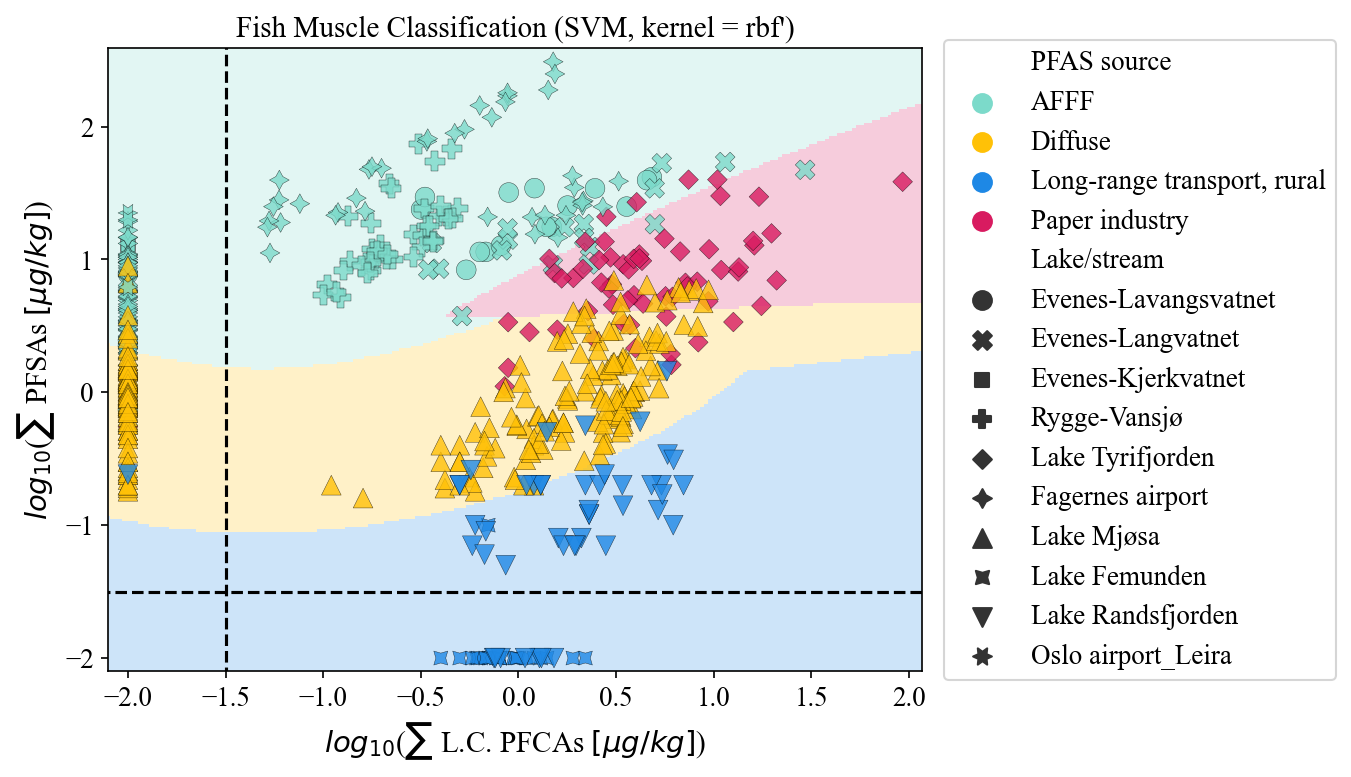 Fish Muscle Classification (SVM, kernel = rbf')
log10(∑ PFSAs [μg/kg])
2
1
0
−1
−2
−2.0 −1.5 −1.0 −0.5 0.0 0.5 1.0 1.5 2.0
log10(∑ L.C. PFCAs [μg/kg])
PFAS source
AFFF
Diffuse
Long-range transport, rural
Paper industry
Lake/stream
Evenes-Lavangsvatnet
Evenes-Langvatnet
Evenes-Kjerkvatnet
Rygge-Vansjø
Lake Tyrifjorden
Fagernes airport
Lake Mjøsa
Lake Femunden
Lake Randsfjorden
Oslo airport_Leira